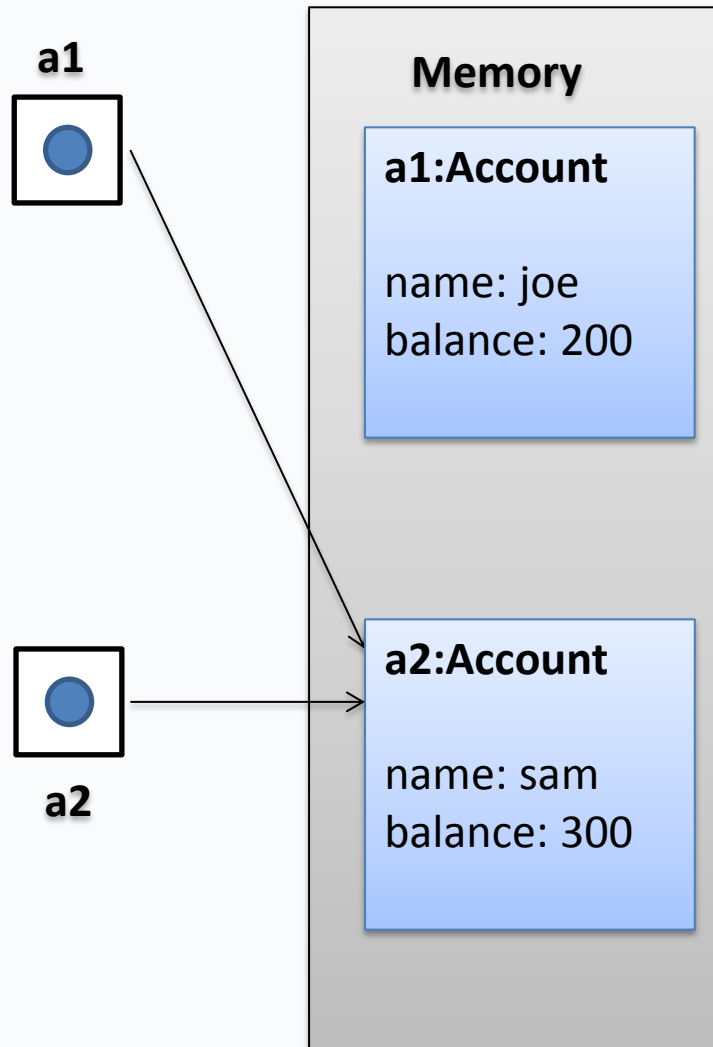 a1
Memory
a1:Account
name: joe
balance: 200
a2:Account
name: sam
balance: 300
a2